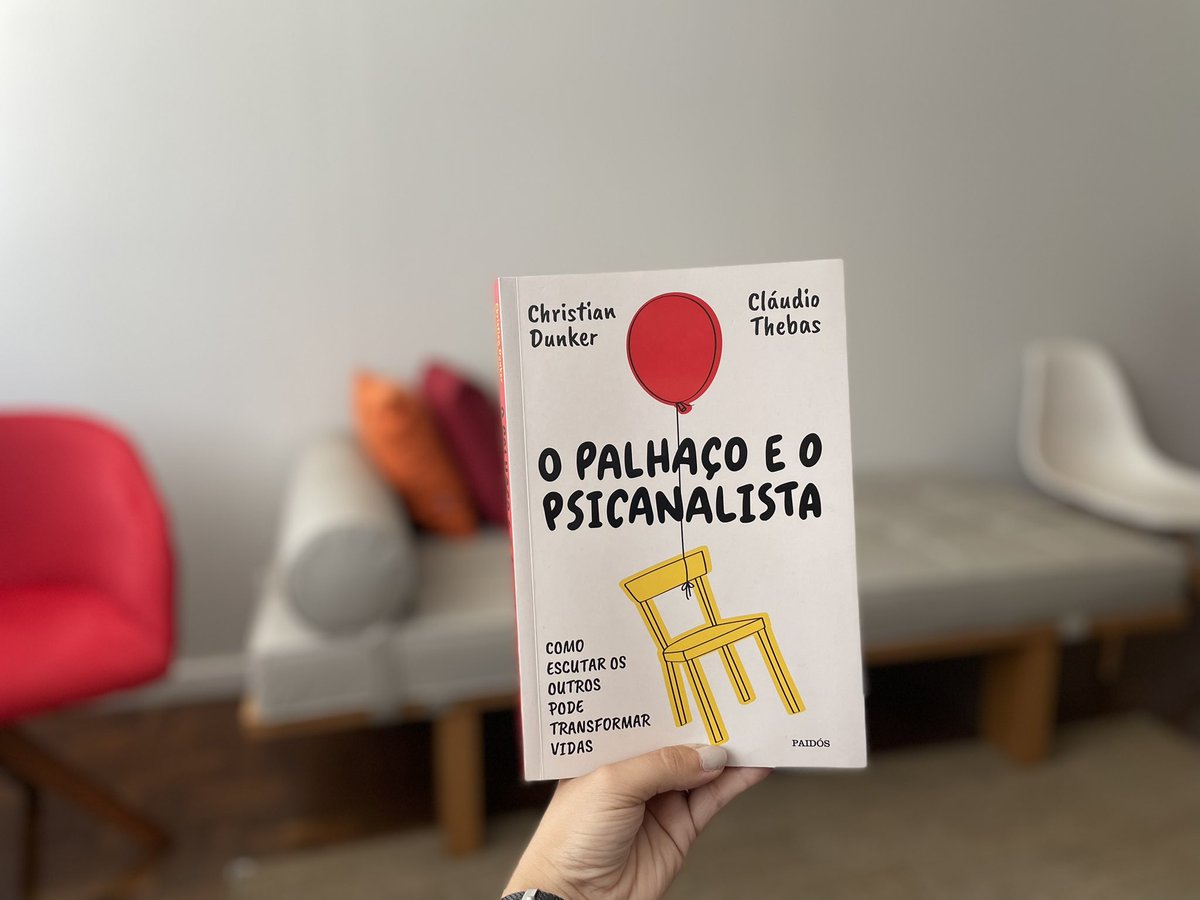 Christian
Dunker
Cláudio
Thebas
O PALHAÇO E O
PSICANALISTA
COMO
ESCUTAR OS
OUTROS
PODE
TRANSFORMAR
VIDAS
PAIDÓS